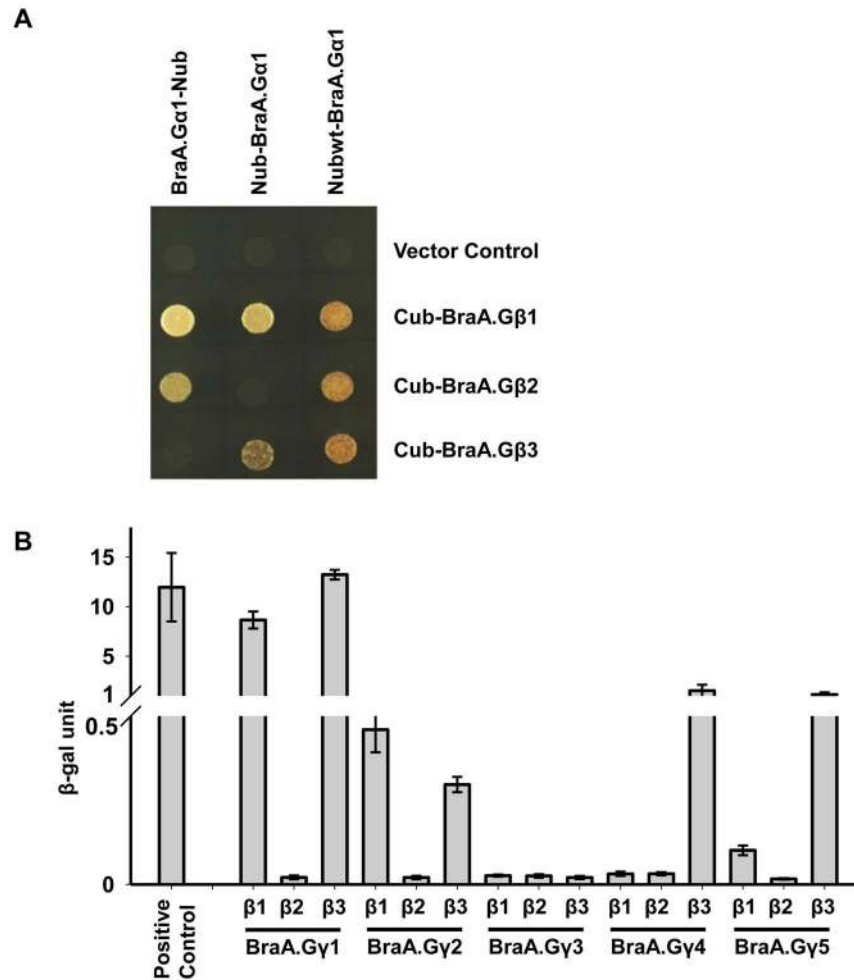 A
BraA.Gα1-Nub
Nub-BraA.Gα1
Nubwt-BraA.Gα1
Vector Control
Cub-BraA.Gβ1
Cub-BraA.Gβ2
Cub-BraA.Gβ3
B
β-gal unit
15
10
5
1
0.5
0
Positive
Control
β1 β2 β3 β1 β2 β3 β1 β2 β3 β1 β2 β3 β1 β2 β3
BraA.Gγ1 BraA.Gγ2 BraA.Gγ3 BraA.Gγ4 BraA.Gγ5